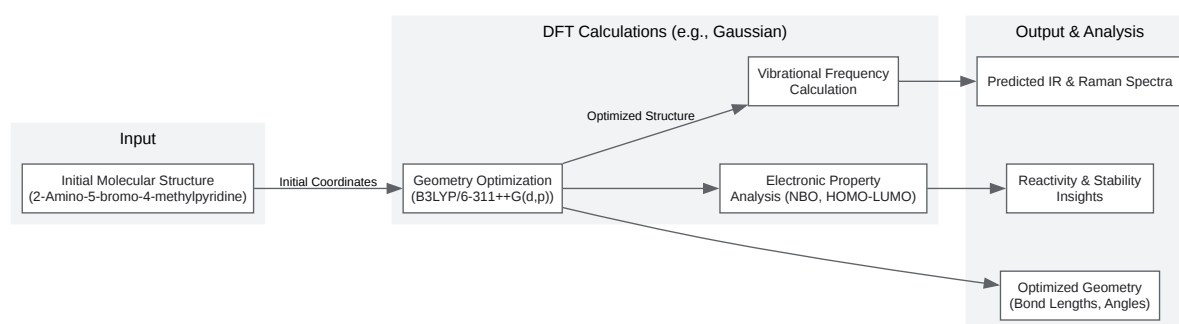 DFT Calculations (e.g., Gaussian)
Output & Analysis
Vibrational Frequency
Calculation
Predicted IR & Raman Spectra
Optimized Structure
Input
Initial Molecular Structure
(2-Amino-5-bromo-4-methylpyridine)
Initial Coordinates
Geometry Optimization
(B3LYP/6-311++G(d,p))
Electronic Property
Analysis (NBO, HOMO-LUMO)
Reactivity & Stability
Insights
Optimized Geometry
(Bond Lengths, Angles)